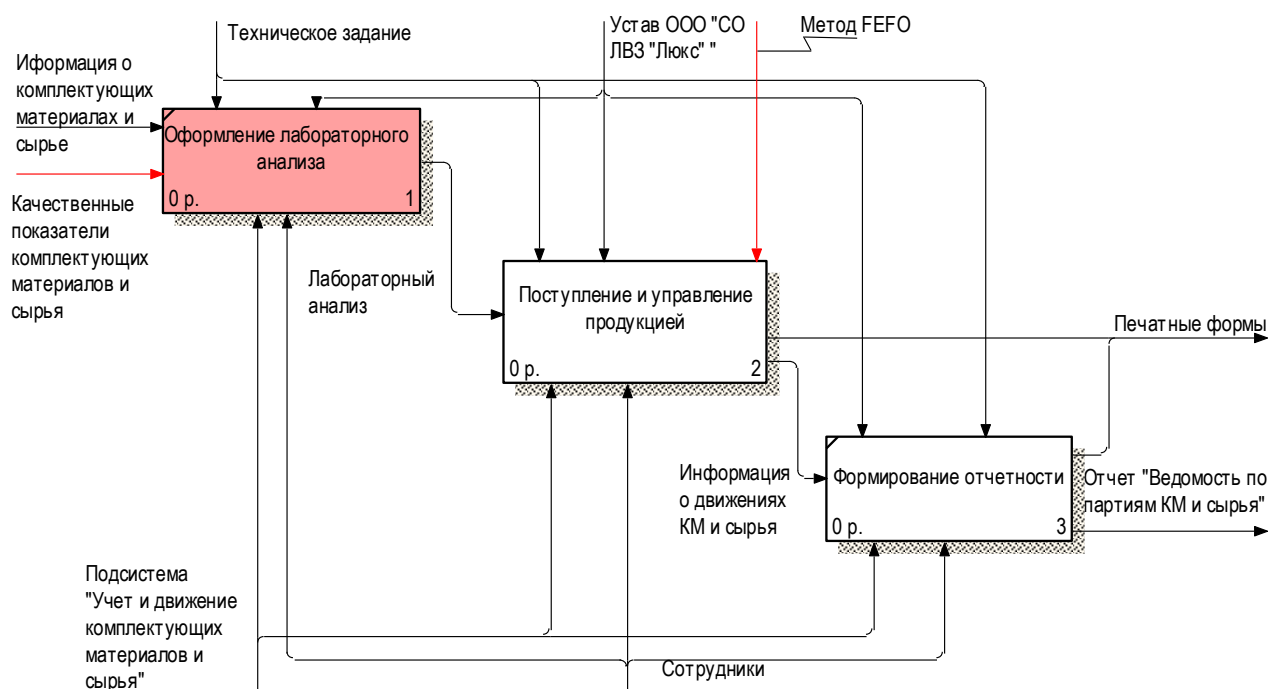 Техническое задание
Устав ООО "СО
ЛВЗ "Люкс" "
Метод FEFO
Иформация о
комплектующих
материалах и
сырье
Оформление лабораторного
анализа
0 р.
1
Качественные
показатели
комплектующих
материалов и
сырья
Лабораторный
анализ
Поступление и управление
продукцией
0 р.
2
Печатные формы
Информация
о движениях
КМ и сырья
Формирование отчетности
0 р.
3
Отчет "Ведомость по
партиям КМ и сырья"
Подсистема
"Учет и движение
комплектующих
материалов и
сырья"
Сотрудники